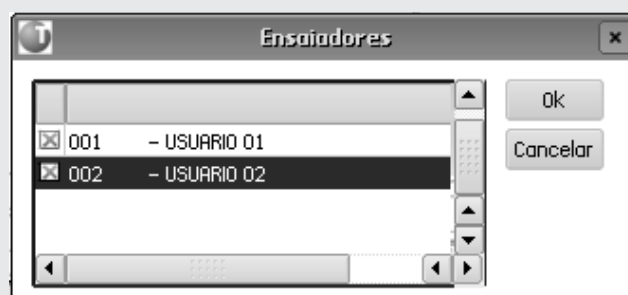 Ensaiadores
Ok
001 – USUARIO 01
Cancelar
002 – USUARIO 02